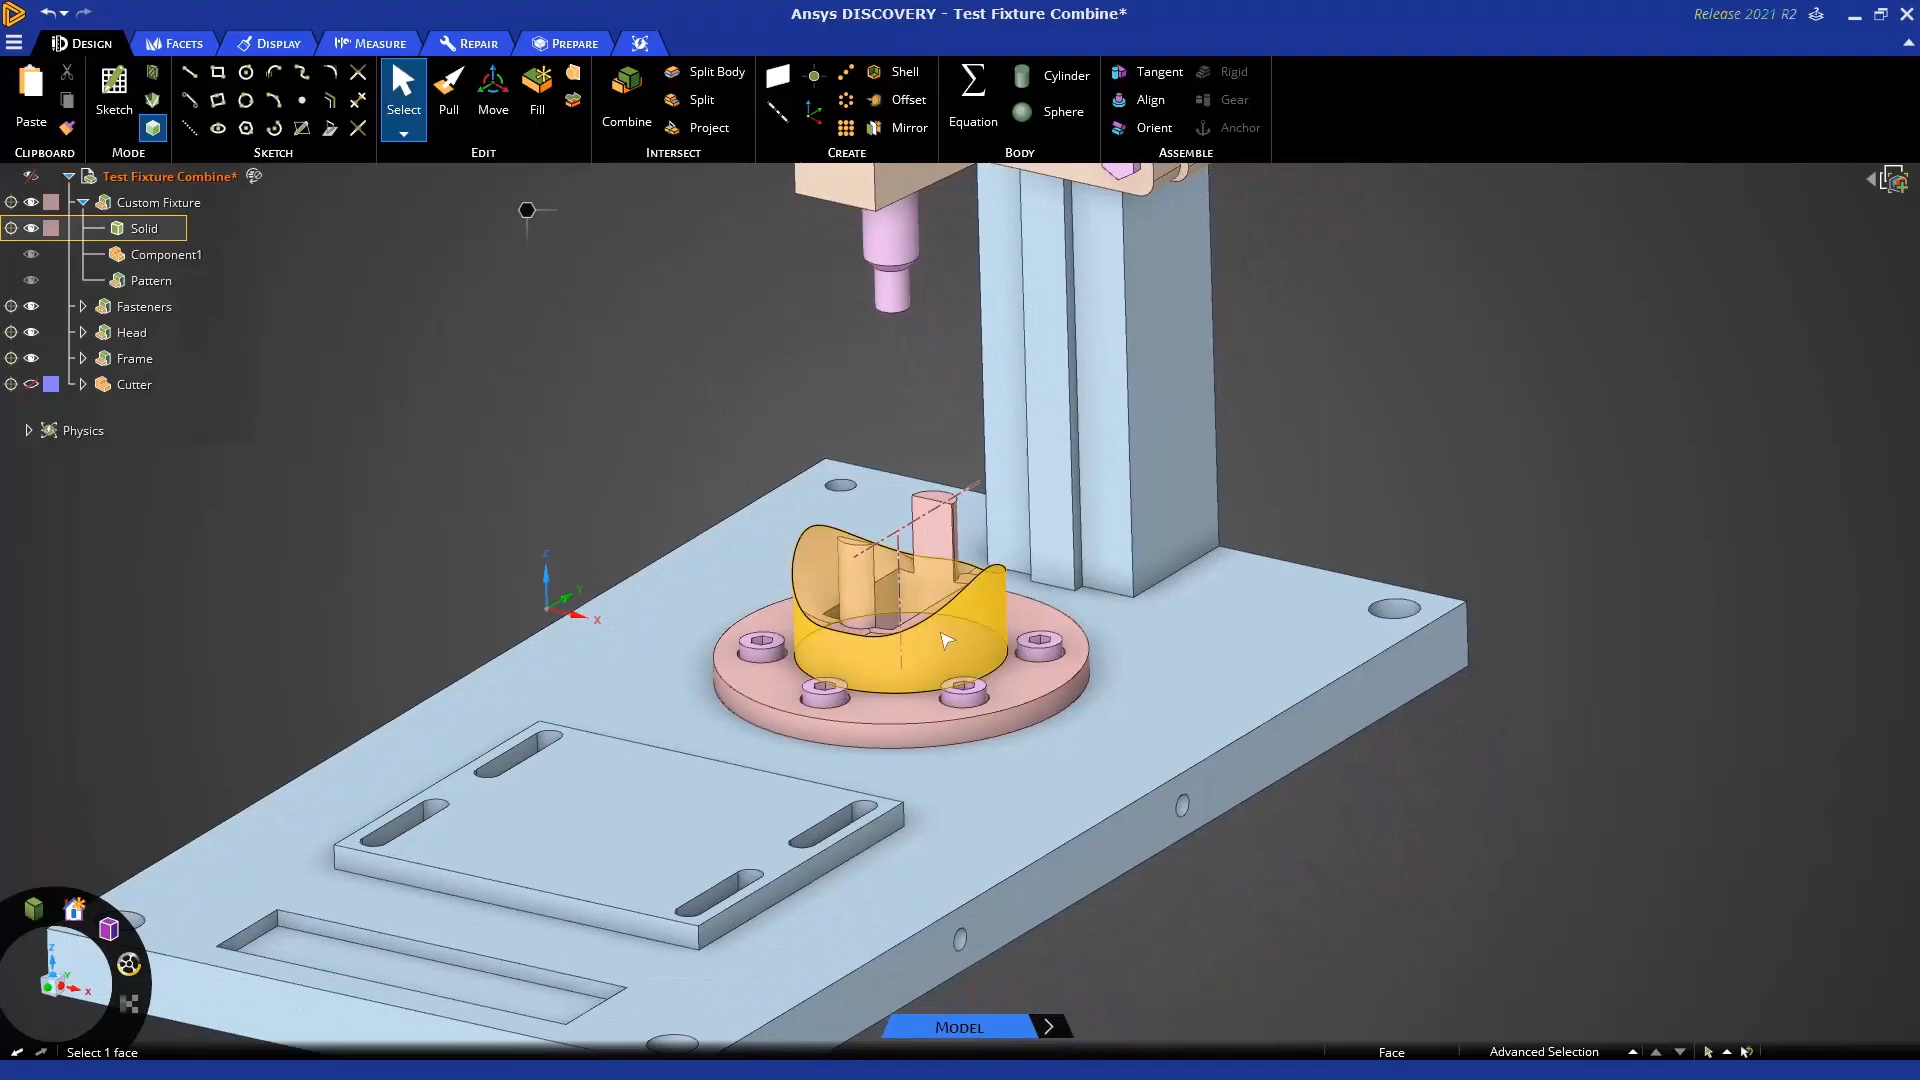 Ansys DISCOVERY - Test Fixture Combine*
Release 2021 R2
Design
Facets
Display
Measure
Repair
Prepare
Paste
Clipboard
Sketch
Mode
Sketch
Select
Pull
Move
Fill
Edit
Combine
Split Body
Split
Project
Intersect
Shell
Offset
Mirror
Create
Equation
Cylinder
Sphere
Body
Tangent
Align
Orient
Rigid
Gear
Anchor
Assemble
Test Fixture Combine*
Custom Fixture
Solid
Component1
Pattern
Fasteners
Head
Frame
Cutter
Physics
Z
Y
X
Z
Y
X
Model
Select 1 face
Face
Advanced Selection